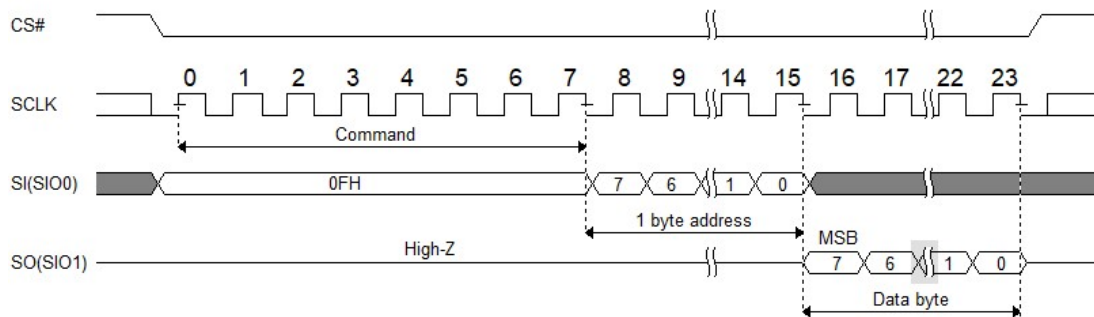 CS#
0 1 2 3 4 5 6 7 8 9 14 15 16 17 22 23
SCLK
Command
SI(SIO0) 0FH 7 6 1 0
1 byte address
High-Z MSB
SO(SIO1) 7 6 1 0
Data byte